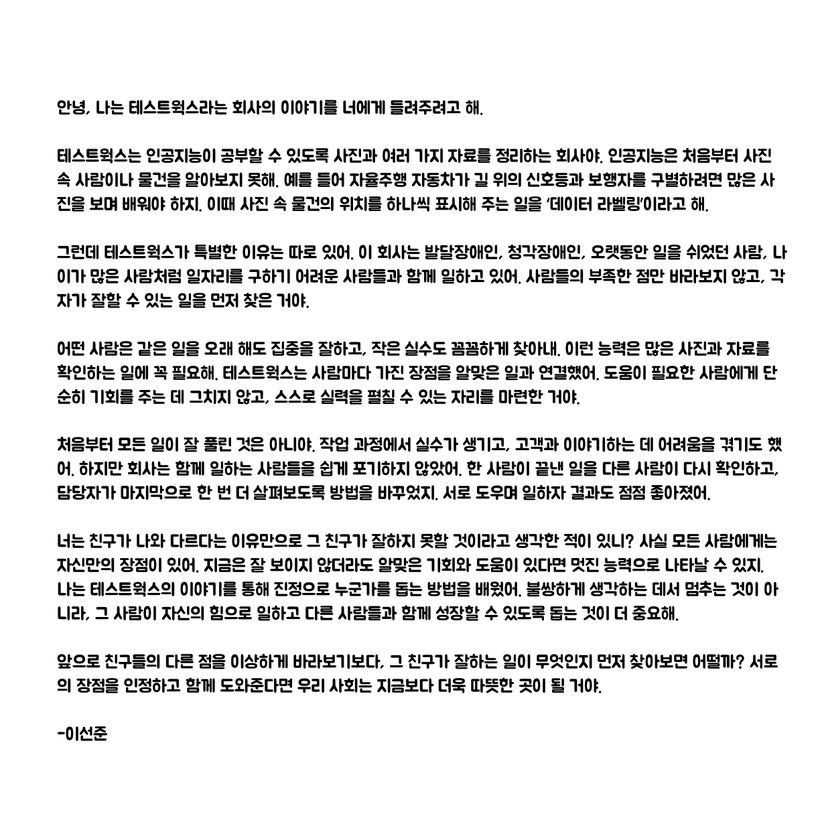 안녕, 나는 테스트웍스라는 회사의 이야기를 너에게 들려주려고 해.
테스트웍스는 인공지능이 공부할 수 있도록 사진과 여러 가지 자료를 정리하는 회사야. 인공지능은 처음부터 사진
속 사람이나 물건을 알아보지 못해. 예를 들어 자율주행 자동차가 길 위의 신호등과 보행자를 구별하려면 많은 사
진을 보며 배워야 하지. 이때 사진 속 물건의 위치를 하나씩 표시해 주는 일을 ‘데이터 라벨링’이라고 해.
그런데 테스트웍스가 특별한 이유는 따로 있어. 이 회사는 발달장애인, 청각장애인, 오랫동안 일을 쉬었던 사람, 나
이가 많은 사람처럼 일자리를 구하기 어려운 사람들과 함께 일하고 있어. 사람들의 부족한 점만 바라보지 않고, 각
자가 잘할 수 있는 일을 먼저 찾은 거야.
어떤 사람은 같은 일을 오래 해도 집중을 잘하고, 작은 실수도 꼼꼼하게 찾아내. 이런 능력은 많은 사진과 자료를
확인하는 일에 꼭 필요해. 테스트웍스는 사람마다 가진 장점을 알맞은 일과 연결했어. 도움이 필요한 사람에게 단
순히 기회를 주는 데 그치지 않고, 스스로 실력을 펼칠 수 있는 자리를 마련한 거야.
처음부터 모든 일이 잘 풀린 것은 아니야. 작업 과정에서 실수가 생기고, 고객과 이야기하는 데 어려움을 겪기도 했
어. 하지만 회사는 함께 일하는 사람들을 쉽게 포기하지 않았어. 한 사람이 끝낸 일을 다른 사람이 다시 확인하고,
담당자가 마지막으로 한 번 더 살펴보도록 방법을 바꾸었지. 서로 도우며 일하자 결과도 점점 좋아졌어.
너는 친구가 나와 다르다는 이유만으로 그 친구가 잘하지 못할 것이라고 생각한 적이 있니? 사실 모든 사람에게는
자신만의 장점이 있어. 지금은 잘 보이지 않더라도 알맞은 기회와 도움이 있다면 멋진 능력으로 나타날 수 있지.
나는 테스트웍스의 이야기를 통해 진정으로 누군가를 돕는 방법을 배웠어. 불쌍하게 생각하는 데서 멈추는 것이 아
니라, 그 사람이 자신의 힘으로 일하고 다른 사람들과 함께 성장할 수 있도록 돕는 것이 더 중요해.
앞으로 친구들의 다른 점을 이상하게 바라보기보다, 그 친구가 잘하는 일이 무엇인지 먼저 찾아보면 어떨까? 서로
의 장점을 인정하고 함께 도와준다면 우리 사회는 지금보다 더욱 따뜻한 곳이 될 거야.
-이선준